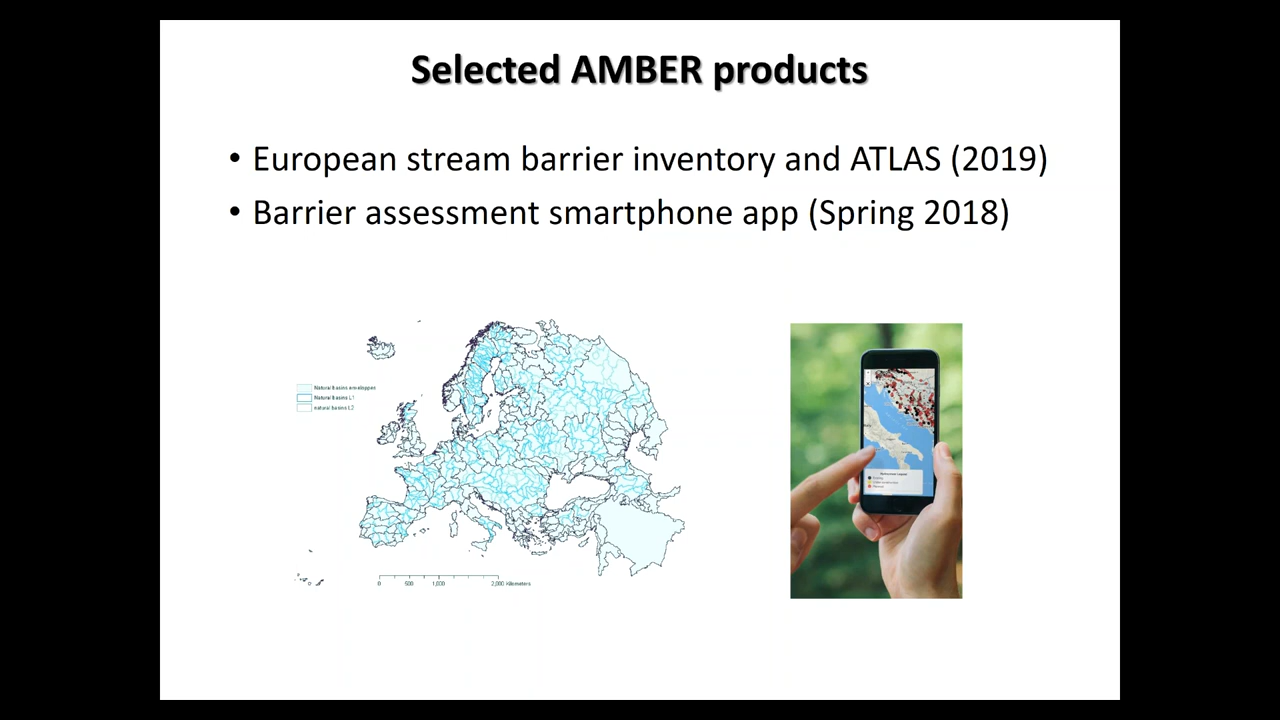 Selected AMBER products
• European stream barrier inventory and ATLAS (2019)
• Barrier assessment smartphone app (Spring 2018)
Natural Basins enveloppes
Natural Basins L1
natural basins L2
0 500 1,000 2,000 Kilometers